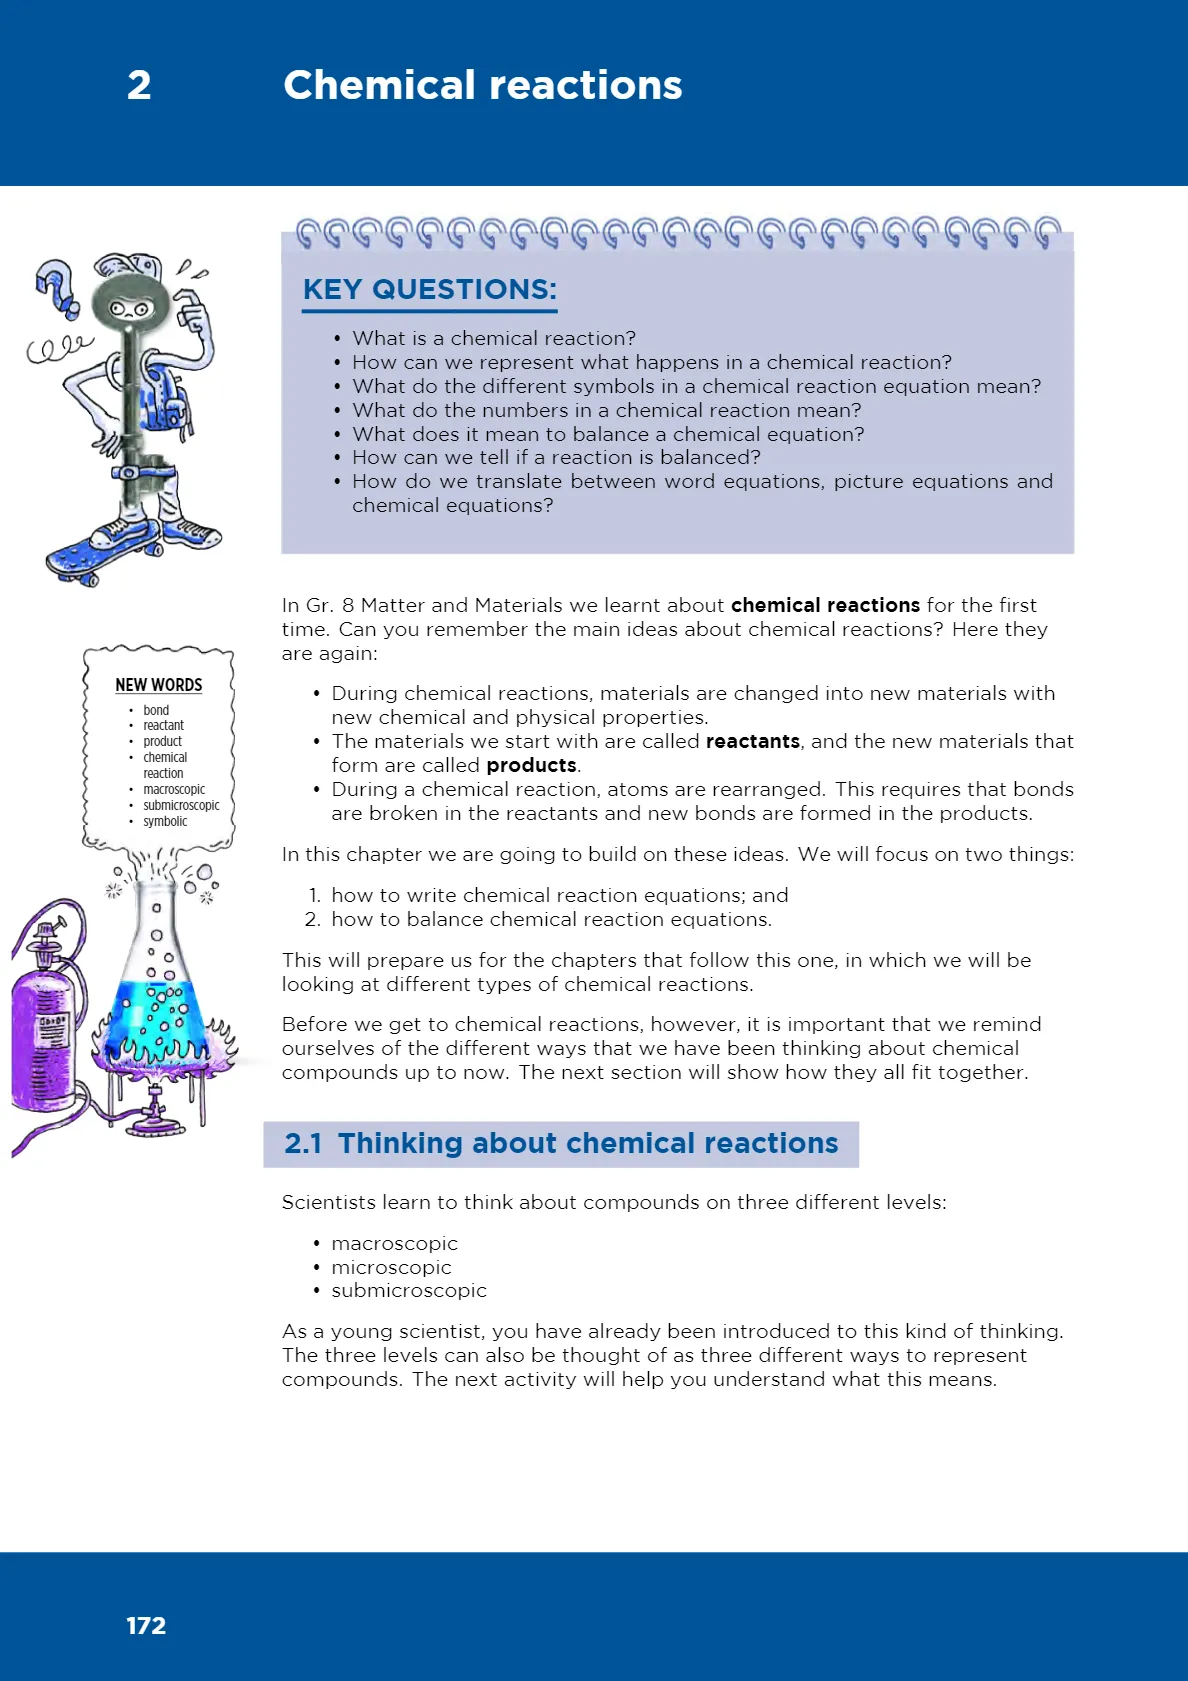 2 Chemical reactions
KEY QUESTIONS:
• What is a chemical reaction?
• How can we represent what happens in a chemical reaction?
• What do the different symbols in a chemical reaction equation mean?
• What do the numbers in a chemical reaction mean?
• What does it mean to balance a chemical equation?
• How can we tell if a reaction is balanced?
• How do we translate between word equations, picture equations and
chemical equations?
In Gr. 8 Matter and Materials we learnt about chemical reactions for the first
time. Can you remember the main ideas about chemical reactions? Here they
are again:
• During chemical reactions, materials are changed into new materials with
new chemical and physical properties.
• The materials we start with are called reactants, and the new materials that
form are called products.
• During a chemical reaction, atoms are rearranged. This requires that bonds
are broken in the reactants and new bonds are formed in the products.
NEW WORDS
• bond
• reactant
• product
• chemical
reaction
• macroscopic
• submicroscopic
• symbolic
In this chapter we are going to build on these ideas. We will focus on two things:
1. how to write chemical reaction equations; and
2. how to balance chemical reaction equations.
This will prepare us for the chapters that follow this one, in which we will be
looking at different types of chemical reactions.
Before we get to chemical reactions, however, it is important that we remind
ourselves of the different ways that we have been thinking about chemical
compounds up to now. The next section will show how they all fit together.
2.1 Thinking about chemical reactions
Scientists learn to think about compounds on three different levels:
• macroscopic
• microscopic
• submicroscopic
As a young scientist, you have already been introduced to this kind of thinking.
The three levels can also be thought of as three different ways to represent
compounds. The next activity will help you understand what this means.
172